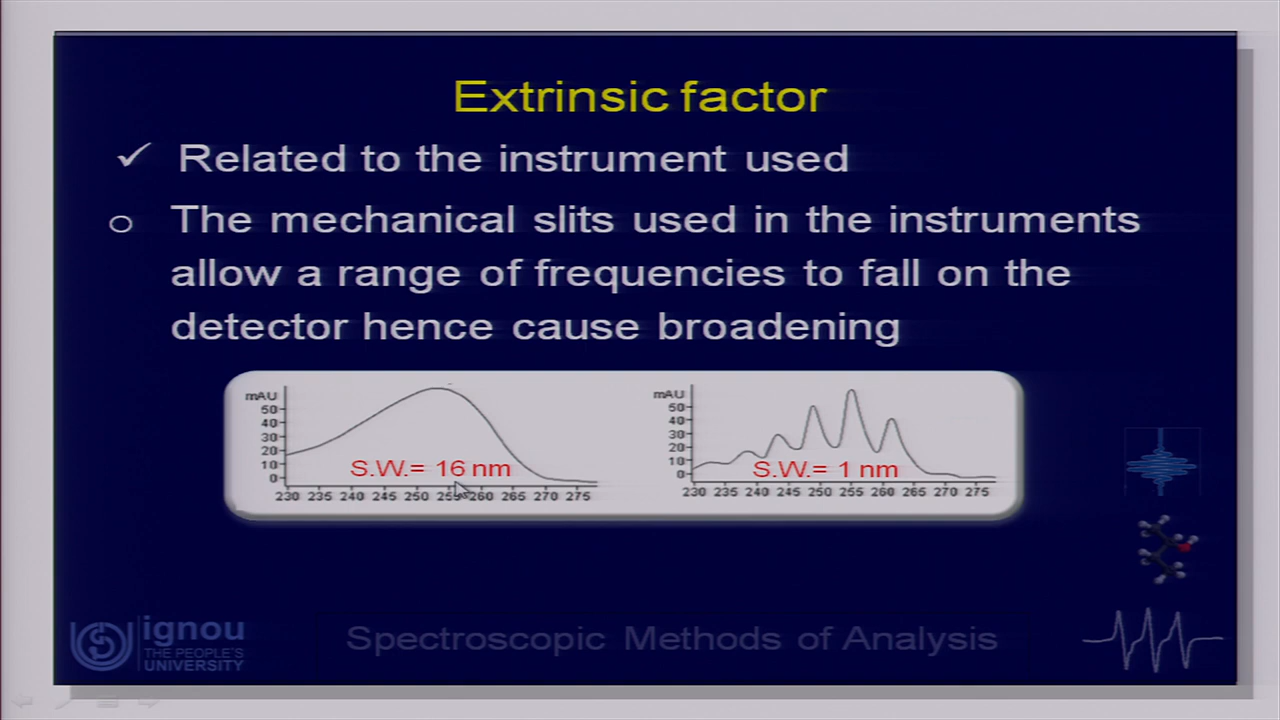 Extrinsic factor
✓ Related to the instrument used
o The mechanical slits used in the instruments
allow a range of frequencies to fall on the
detector hence cause broadening
mAU
50
40
30
20
10
0
S.W.= 16 nm
230 235 240 245 250 255 260 265 270 275
mAU
50
40
30
20
10
0
S.W.= 1 nm
230 235 240 245 250 255 260 265 270 275
ignou
THE PEOPLE'S
UNIVERSITY
Spectroscopic Methods of Analysis